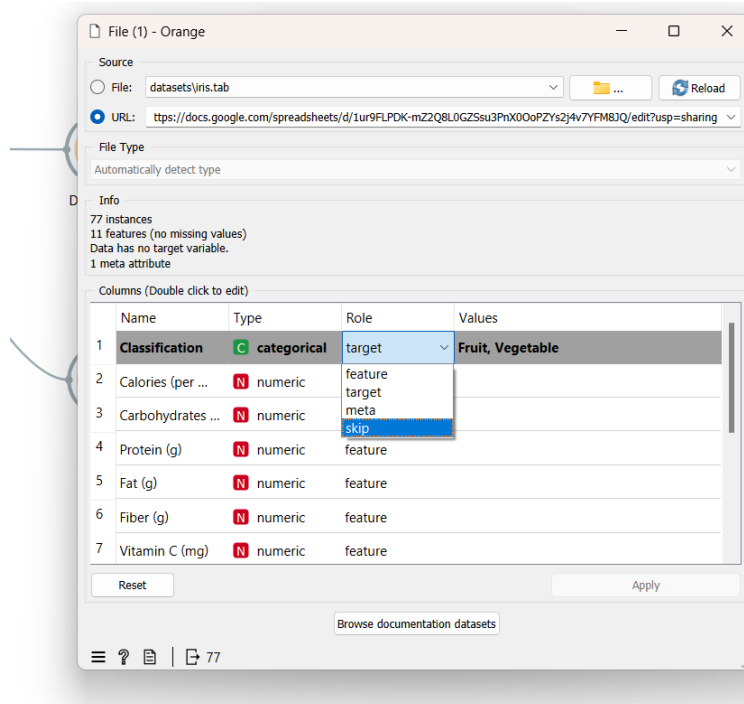 File (1) - Orange
Source
File: datasets\iris.tab ... Reload
URL: ttps://docs.google.com/spreadsheets/d/1ur9FLPDK-mZ2Q8L0GZSsu3PnX0OoPZYs2j4v7YFM8JQ/edit?usp=sharing
File Type
Automatically detect type
D
Info
77 instances
11 features (no missing values)
Data has no target variable.
1 meta attribute
Columns (Double click to edit)
Name Type Role Values
1 Classification C categorical target Fruit, Vegetable
feature
target
meta
skip
2 Calories (per ... N numeric
3 Carbohydrates ... N numeric
4 Protein (g) N numeric feature
5 Fat (g) N numeric feature
6 Fiber (g) N numeric feature
7 Vitamin C (mg) N numeric feature
Reset Apply
Browse documentation datasets
? 77